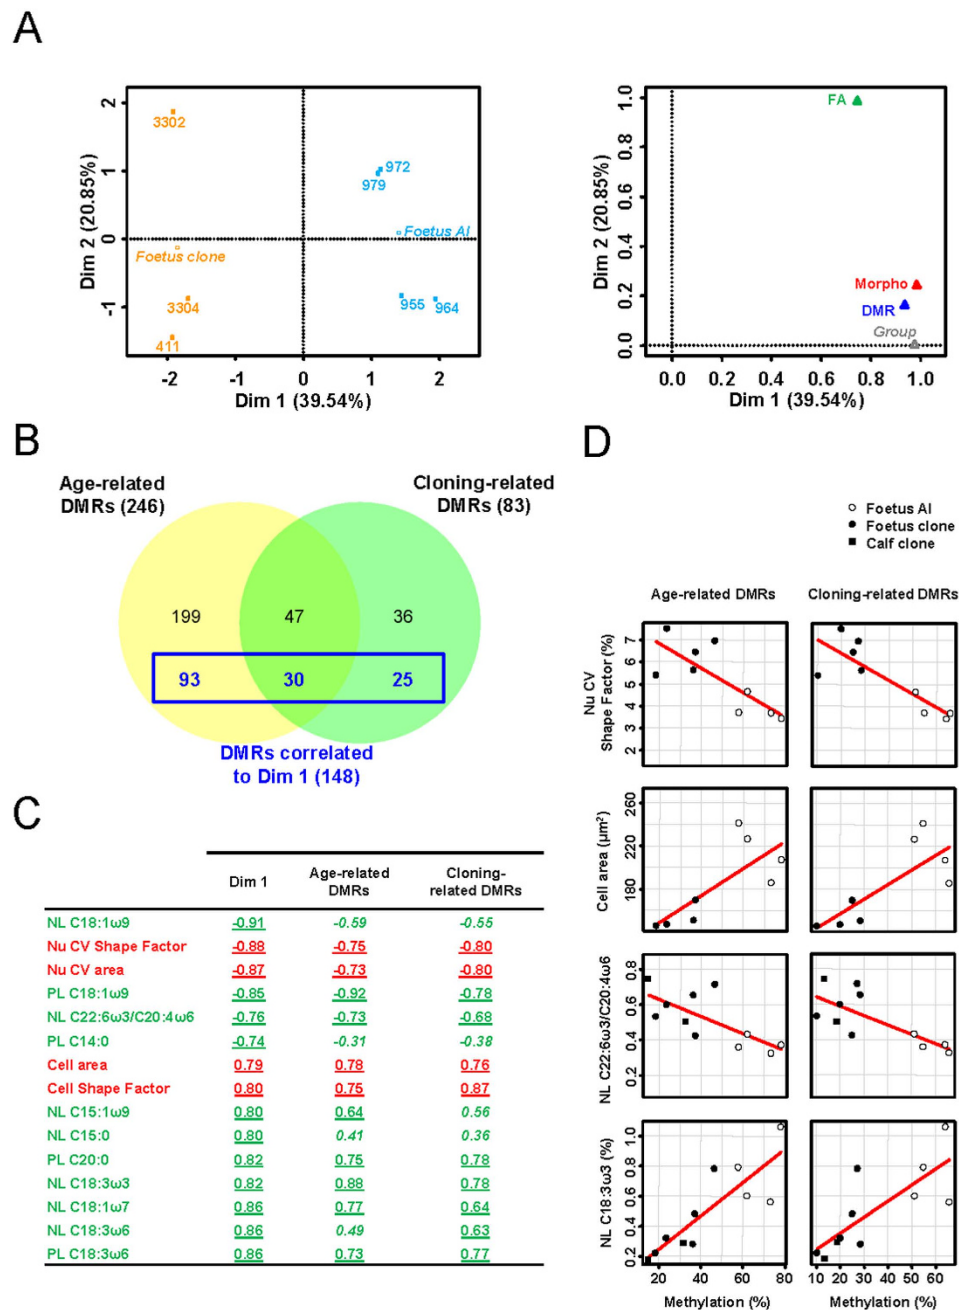 A
2
1
0
-1
Dim 2 (20.85%)
3302
972
979
Foetus AI
Foetus clone
3304
411
955
964
-2
-1
0
1
2
Dim 1 (39.54%)
1.0
0.8
0.6
0.4
0.2
0.0
Dim 2 (20.85%)
FA
Morpho
DMR
Group
0.0
0.2
0.4
0.6
0.8
1.0
Dim 1 (39.54%)
B
Age-related
DMRs (246)
Cloning-related
DMRs (83)
199
47
36
93
30
25
DMRs correlated
to Dim 1 (148)
C
Dim 1
Age-related
DMRs
Cloning-
related DMRs
NL C18:1ω9 -0.91 -0.59 -0.55
Nu CV Shape Factor -0.88 -0.75 -0.80
Nu CV area -0.87 -0.73 -0.80
PL C18:1ω9 -0.85 -0.92 -0.78
NL C22:6ω3/C20:4ω6 -0.76 -0.73 -0.68
PL C14:0 -0.74 -0.31 -0.38
Cell area 0.79 0.78 0.76
Cell Shape Factor 0.80 0.75 0.87
NL C15:1ω9 0.80 0.64 0.56
NL C15:0 0.80 0.41 0.36
PL C20:0 0.82 0.75 0.78
NL C18:3ω3 0.82 0.88 0.78
NL C18:1ω7 0.86 0.77 0.64
NL C18:3ω6 0.86 0.49 0.63
PL C18:3ω6 0.86 0.73 0.77
D
Foetus AI
Foetus clone
Calf clone
Age-related DMRs
Cloning-related DMRs
Nu CV
Shape Factor (%)
7
6
5
4
3
2
Cell area (μm²)
260
220
180
NL C22:6ω3/C20:4ω6
0.8
0.6
0.4
0.2
NL C18:3ω3 (%)
1.0
0.8
0.6
0.4
0.2
20
40
60
80
Methylation (%)
10
20
30
40
50
60
Methylation (%)